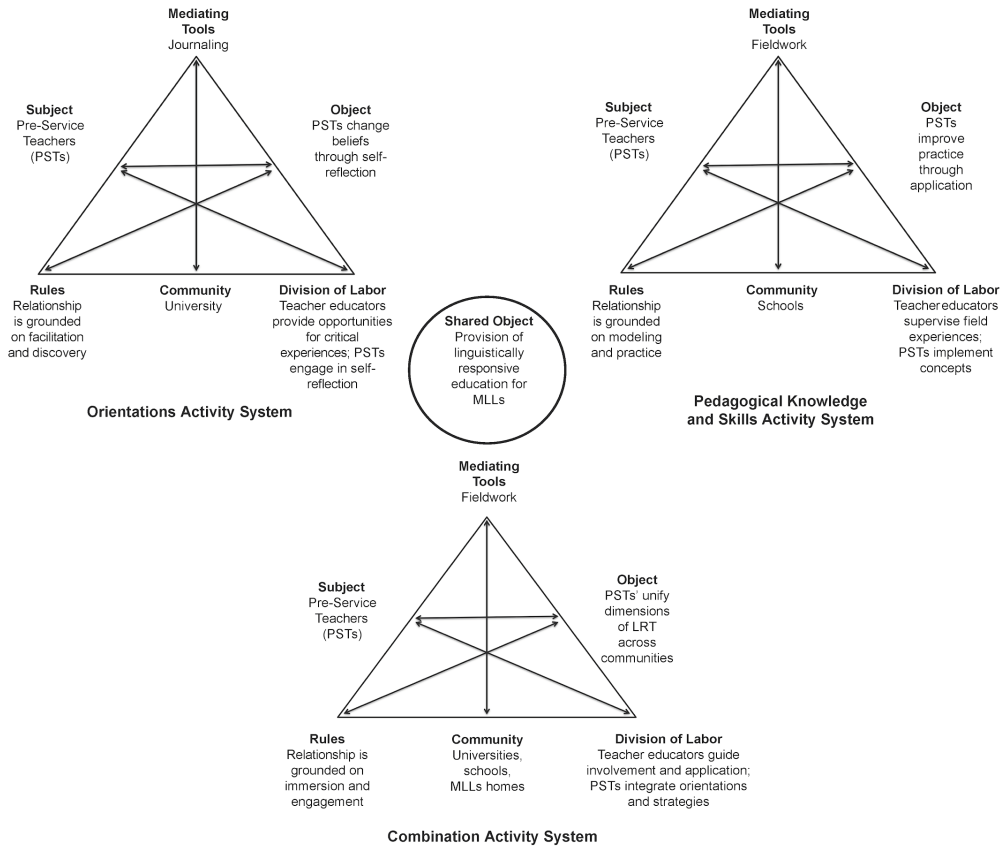 Mediating
Tools
Journaling
Subject
Pre-Service
Teachers
(PSTs)
Object
PSTs change
beliefs
through self-
reflection
Rules
Relationship
is grounded
on facilitation
and discovery
Community
University
Division of Labor
Teacher educators
provide opportunities
for critical
experiences; PSTs
engage in self-
reflection
Orientations Activity System
Mediating
Tools
Fieldwork
Subject
Pre-Service
Teachers
(PSTs)
Object
PSTs
improve
practice
through
application
Rules
Relationship
is grounded
on modeling
and practice
Community
Schools
Division of Labor
Teacher educators
supervise field
experiences;
PSTs implement
concepts
Pedagogical Knowledge
and Skills Activity System
Shared Object
Provision of
linguistically
responsive
education for
MLLs
Mediating
Tools
Fieldwork
Subject
Pre-Service
Teachers
(PSTs)
Object
PSTs' unify
dimensions
of LRT
across
communities
Rules
Relationship is
grounded on
immersion and
engagement
Community
Universities,
schools,
MLLs homes
Division of Labor
Teacher educators guide
involvement and application;
PSTs integrate orientations
and strategies
Combination Activity System